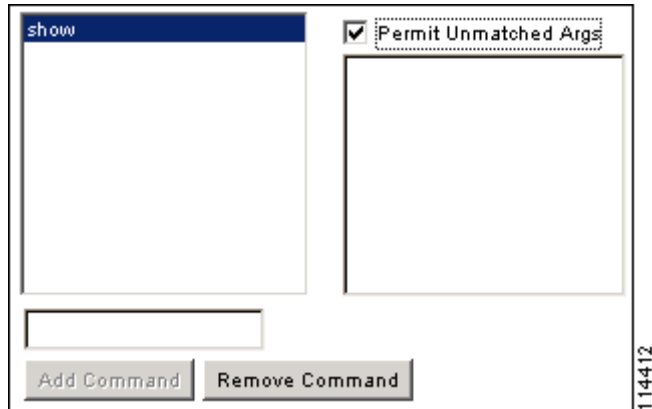 show
Permit Unmatched Args
Add Command
Remove Command
114412